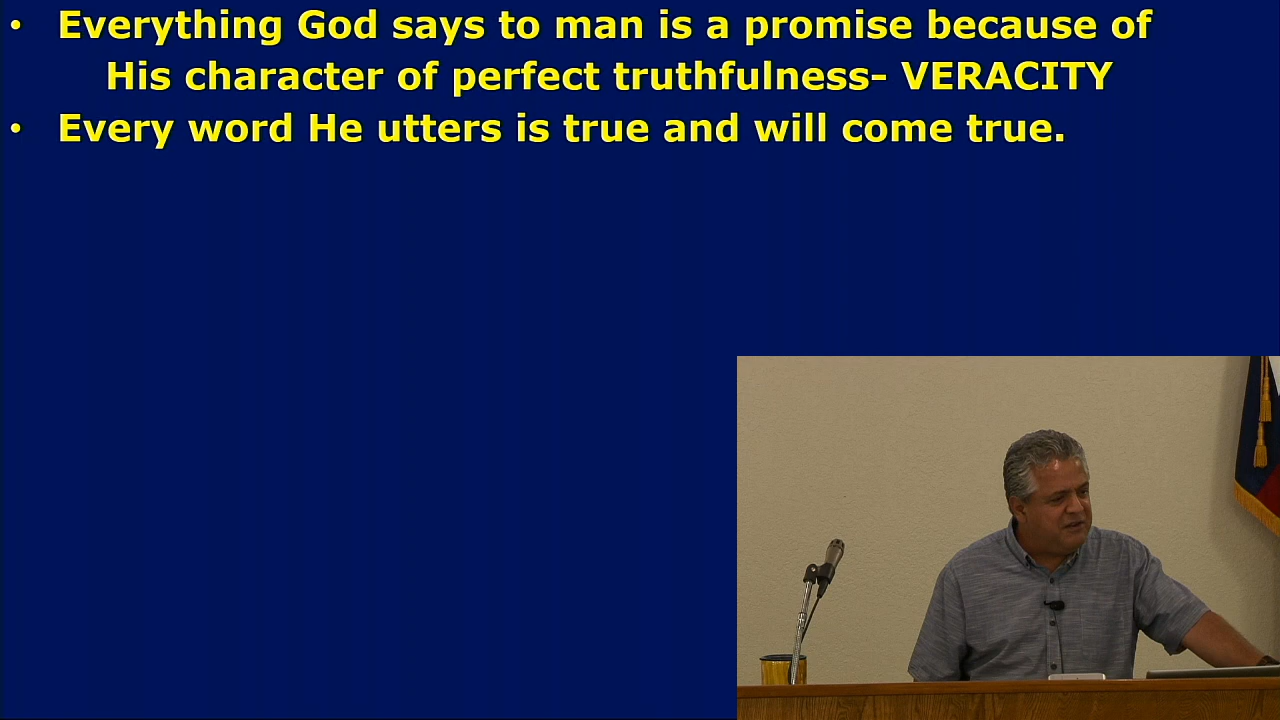 • Everything God says to man is a promise because of
His character of perfect truthfulness- VERACITY
• Every word He utters is true and will come true.